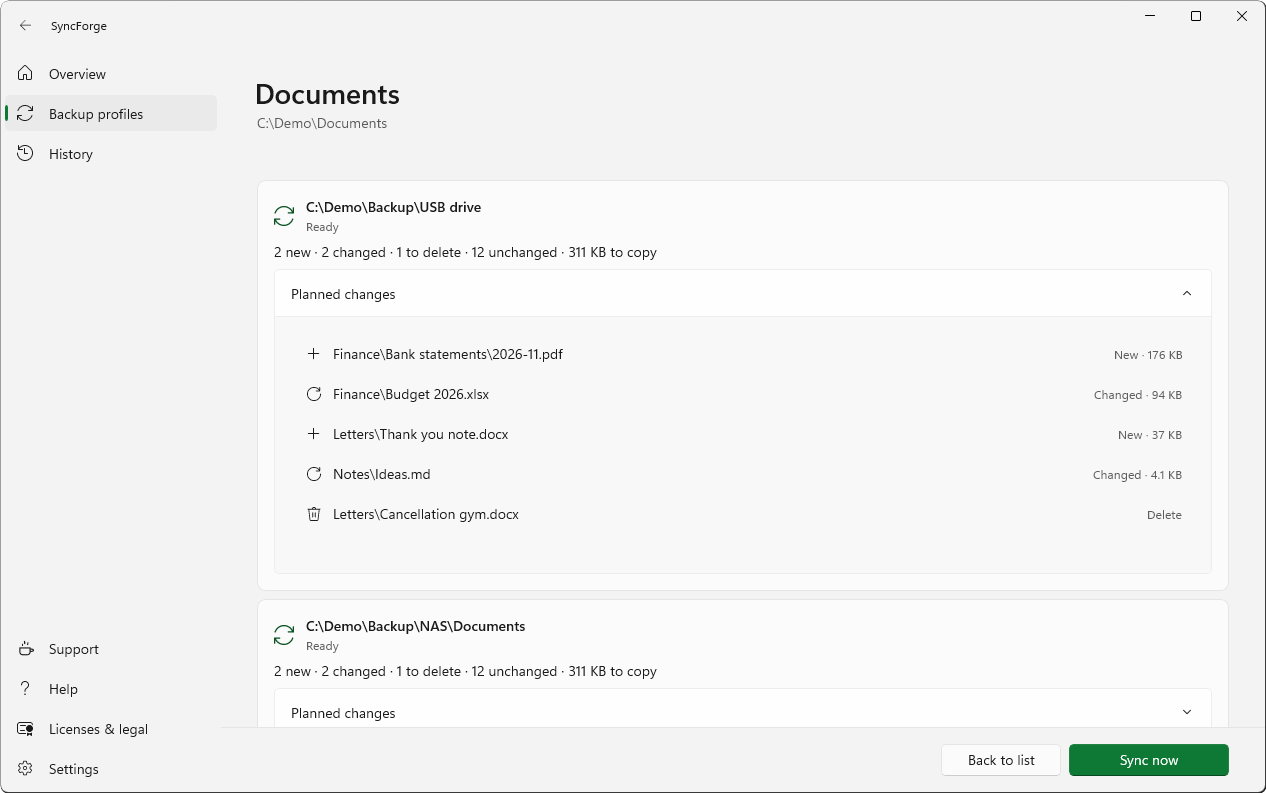 SyncForge
Overview
Backup profiles
History
Documents
C:\Demo\Documents
C:\Demo\Backup\USB drive
Ready
2 new · 2 changed · 1 to delete · 12 unchanged · 311 KB to copy
Planned changes
Finance\Bank statements\2026-11.pdf New · 176 KB
Finance\Budget 2026.xlsx Changed · 94 KB
Letters\Thank you note.docx New · 37 KB
Notes\Ideas.md Changed · 4.1 KB
Letters\Cancellation gym.docx Delete
C:\Demo\Backup\NAS\Documents
Ready
2 new · 2 changed · 1 to delete · 12 unchanged · 311 KB to copy
Planned changes
Support
Help
Licenses & legal
Settings
Back to list
Sync now